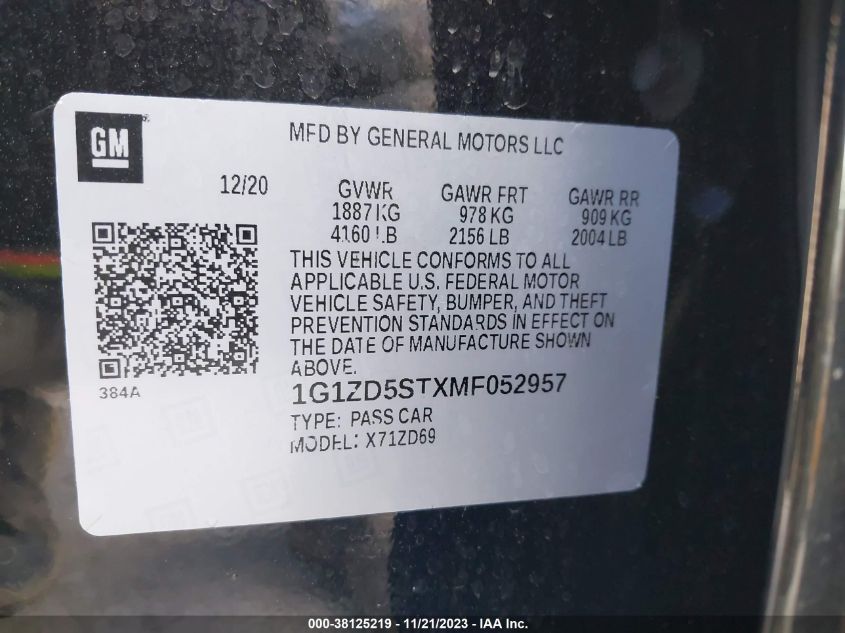 GM
MFD BY GENERAL MOTORS LLC
12/20 GVWR GAWR FRT GAWR RR
1887 KG 978 KG 909 KG
4160 LB 2156 LB 2004 LB
THIS VEHICLE CONFORMS TO ALL
APPLICABLE U.S. FEDERAL MOTOR
VEHICLE SAFETY, BUMPER, AND THEFT
PREVENTION STANDARDS IN EFFECT ON
THE DATE OF MANUFACTURE SHOWN
ABOVE.
384A
1G1ZD5STXMF052957
TYPE: PASS CAR
MODEL: X71ZD69
000-38125219 - 11/21/2023 - IAA Inc.